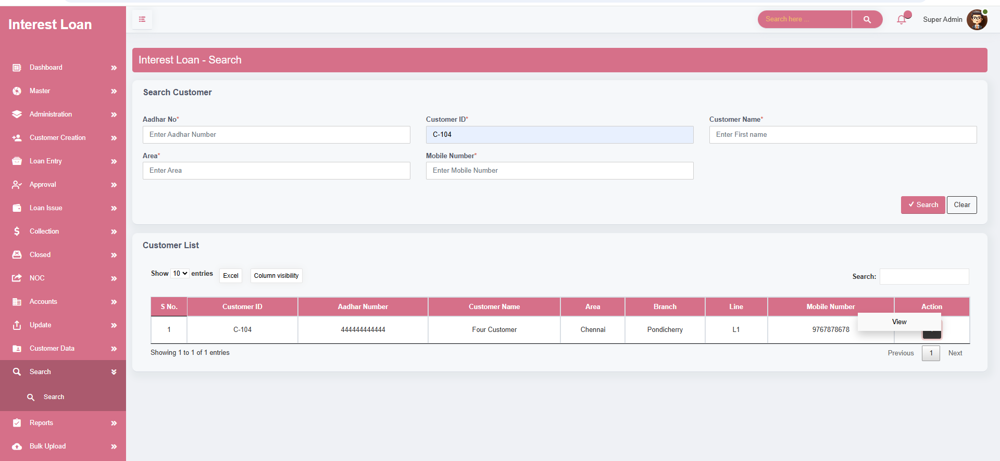 Interest Loan
Search here ...
Super Admin
Dashboard
Master
Administration
Customer Creation
Loan Entry
Approval
Loan Issue
Collection
Closed
NOC
Accounts
Update
Customer Data
Search
Search
Reports
Bulk Upload
Interest Loan - Search
Search Customer
Aadhar No* Customer ID* Customer Name*
Enter Aadhar Number C-104 Enter First name
Area* Mobile Number*
Enter Area Enter Mobile Number
Search Clear
Customer List
Show 10 entries Excel Column visibility Search:
S No. Customer ID Aadhar Number Customer Name Area Branch Line Mobile Number Action
View
1 C-104 444444444444 Four Customer Chennai Pondicherry L1 9767878678
Showing 1 to 1 of 1 entries Previous 1 Next